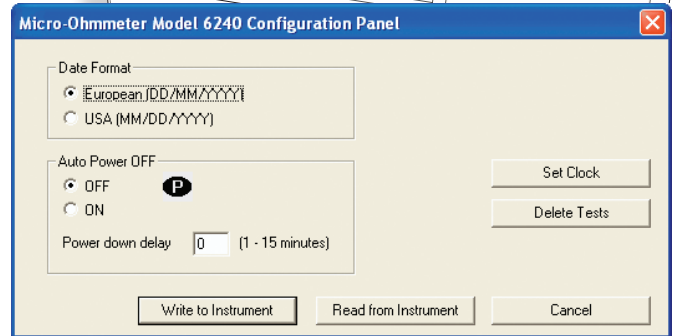 Micro-Ohmmeter Model 6240 Configuration Panel
Date Format
European (DD/MM/YYYY)
USA (MM/DD/YYYY)
Auto Power OFF
OFF
P
ON
Power down delay 0 (1 - 15 minutes)
Set Clock
Delete Tests
Write to Instrument Read from Instrument Cancel